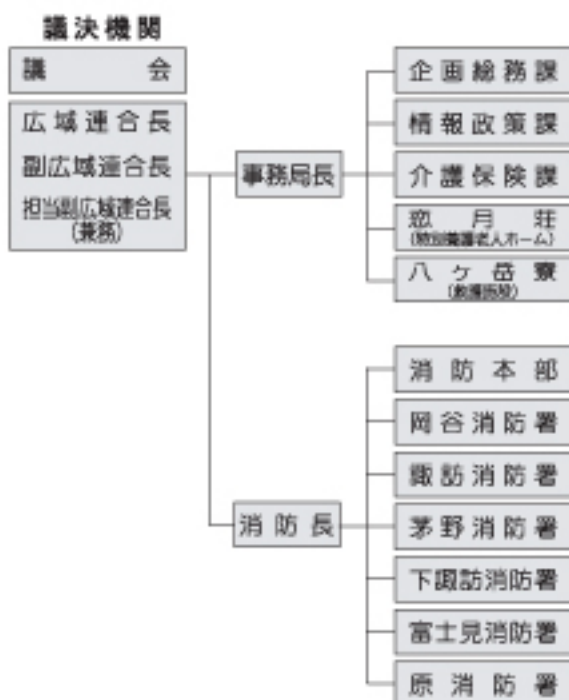 議決機関
議会
広域連合長
副広域連合長
担当副広域連合長
(兼務)
事務局長
企画総務課
情報政策課
介護保険課
恋月荘
(特別養護老人ホーム)
八ヶ岳寮
(救護施設)
消防長
消防本部
岡谷消防署
諏訪消防署
茅野消防署
下諏訪消防署
富士見消防署
原消防署